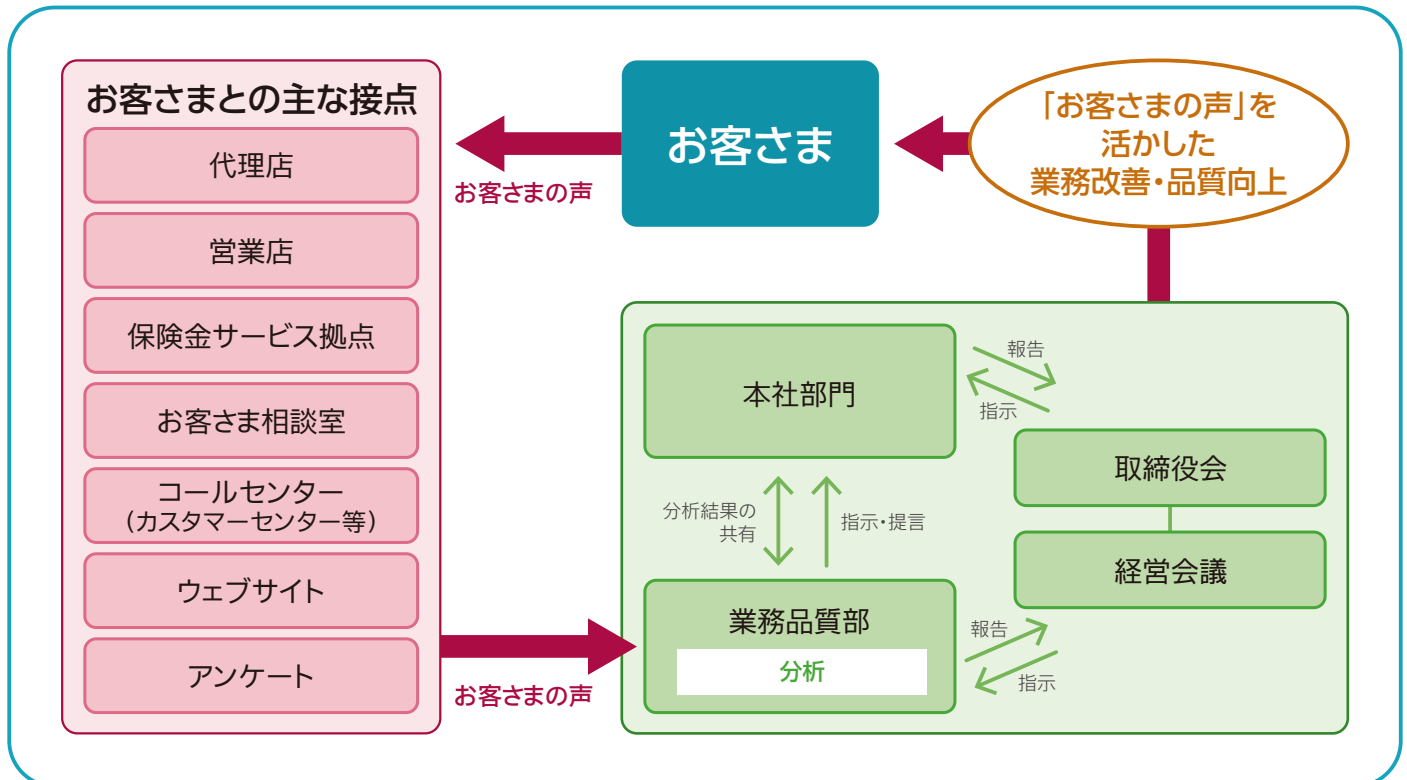 お客さまとの主な接点
代理店
営業店
保険金サービス拠点
お客さま相談室
コールセンター
(カスタマーセンター等)
ウェブサイト
アンケート
お客さまの声
お客さま
「お客さまの声」を
活かした
業務改善・品質向上
お客さまの声
本社部門
報告
指示
取締役会
経営会議
分析結果の
共有
指示・提言
業務品質部
分析
報告
指示